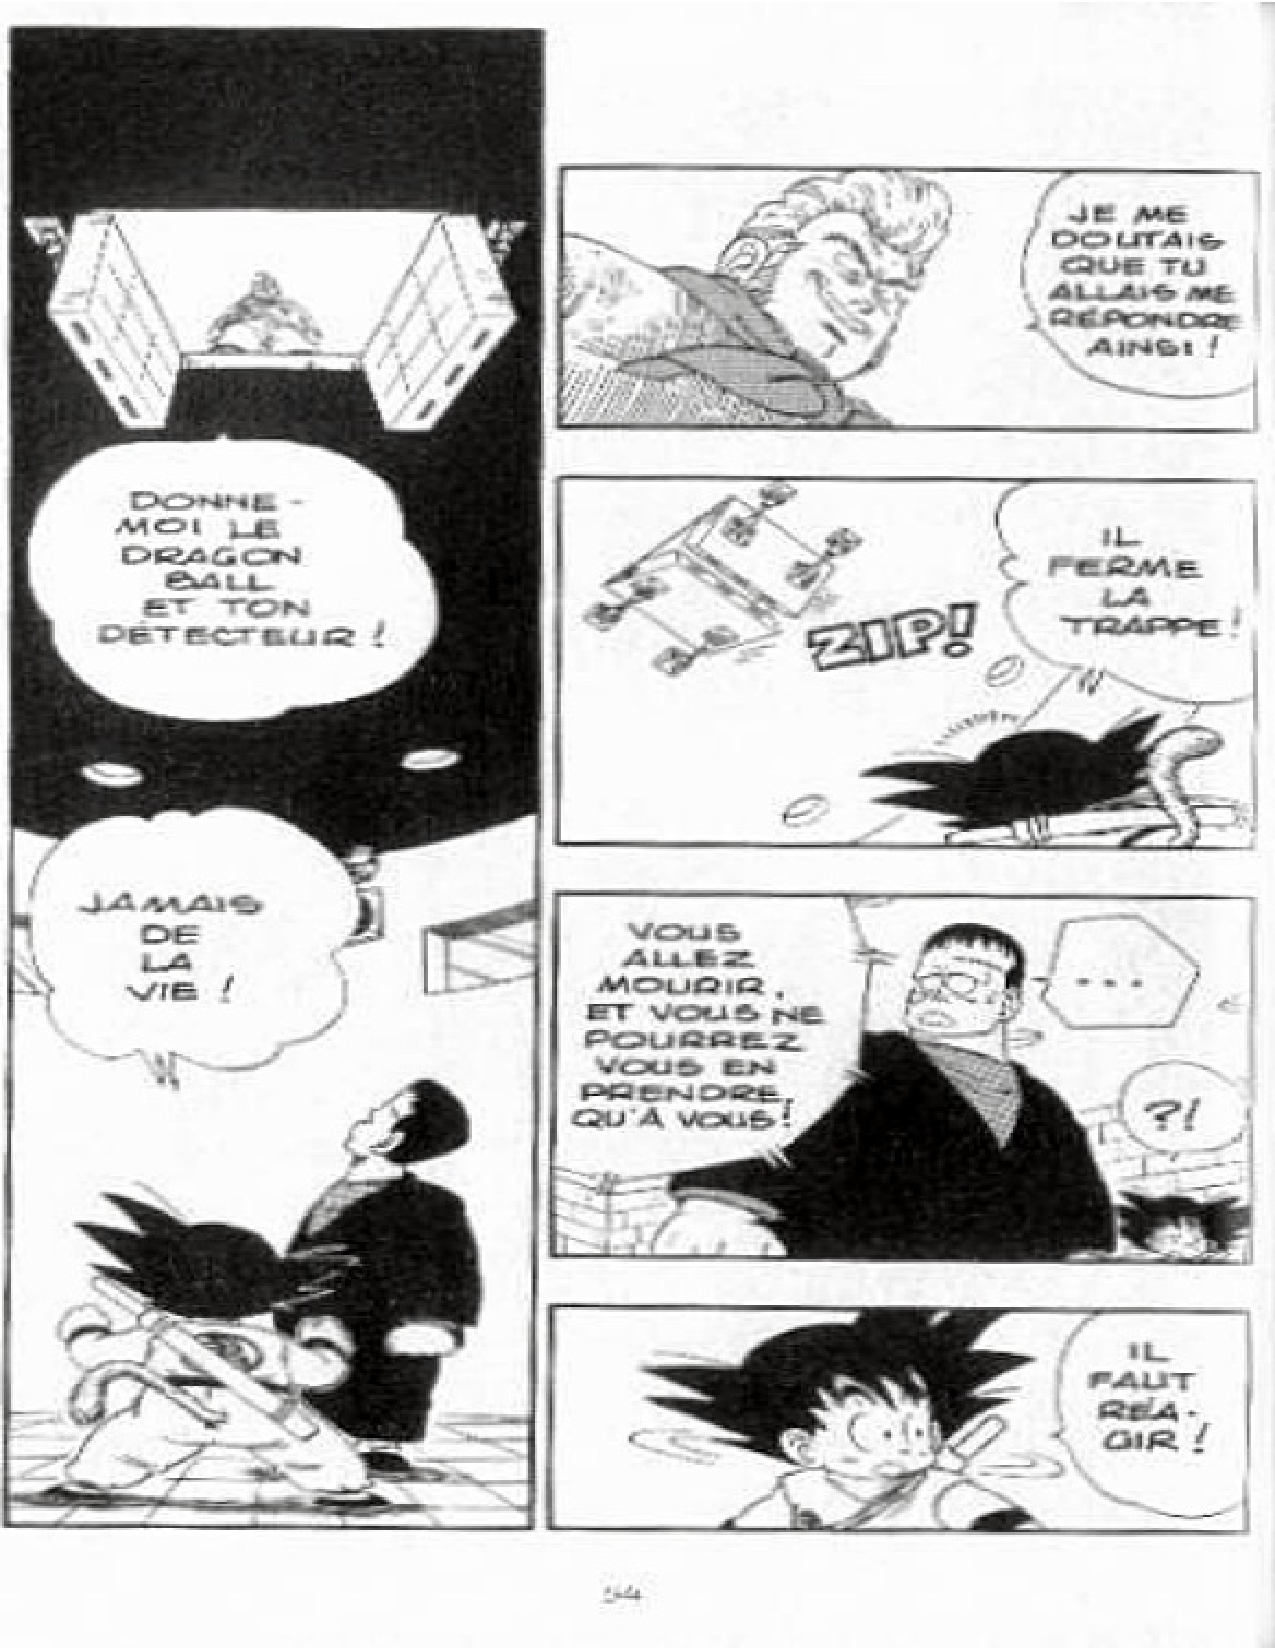 DONNE-
MOI LE
DRAGON
BALL
ET TON
DÉTECTEUR !
JAMAIS
DE
LA
VIE !
JE ME
DOUTAIS
QUE TU
ALLAIS ME
RÉPONDRE
AINSI !
IL
FERME
LA
TRAPPE !
ZIP!
VOUS
ALLEZ
MOURIR,
ET VOUS NE
POURREZ
VOUS EN
PRENDRE,
QU'À VOUS !
...
?!
IL
FAUT
RÉA-
GIR !